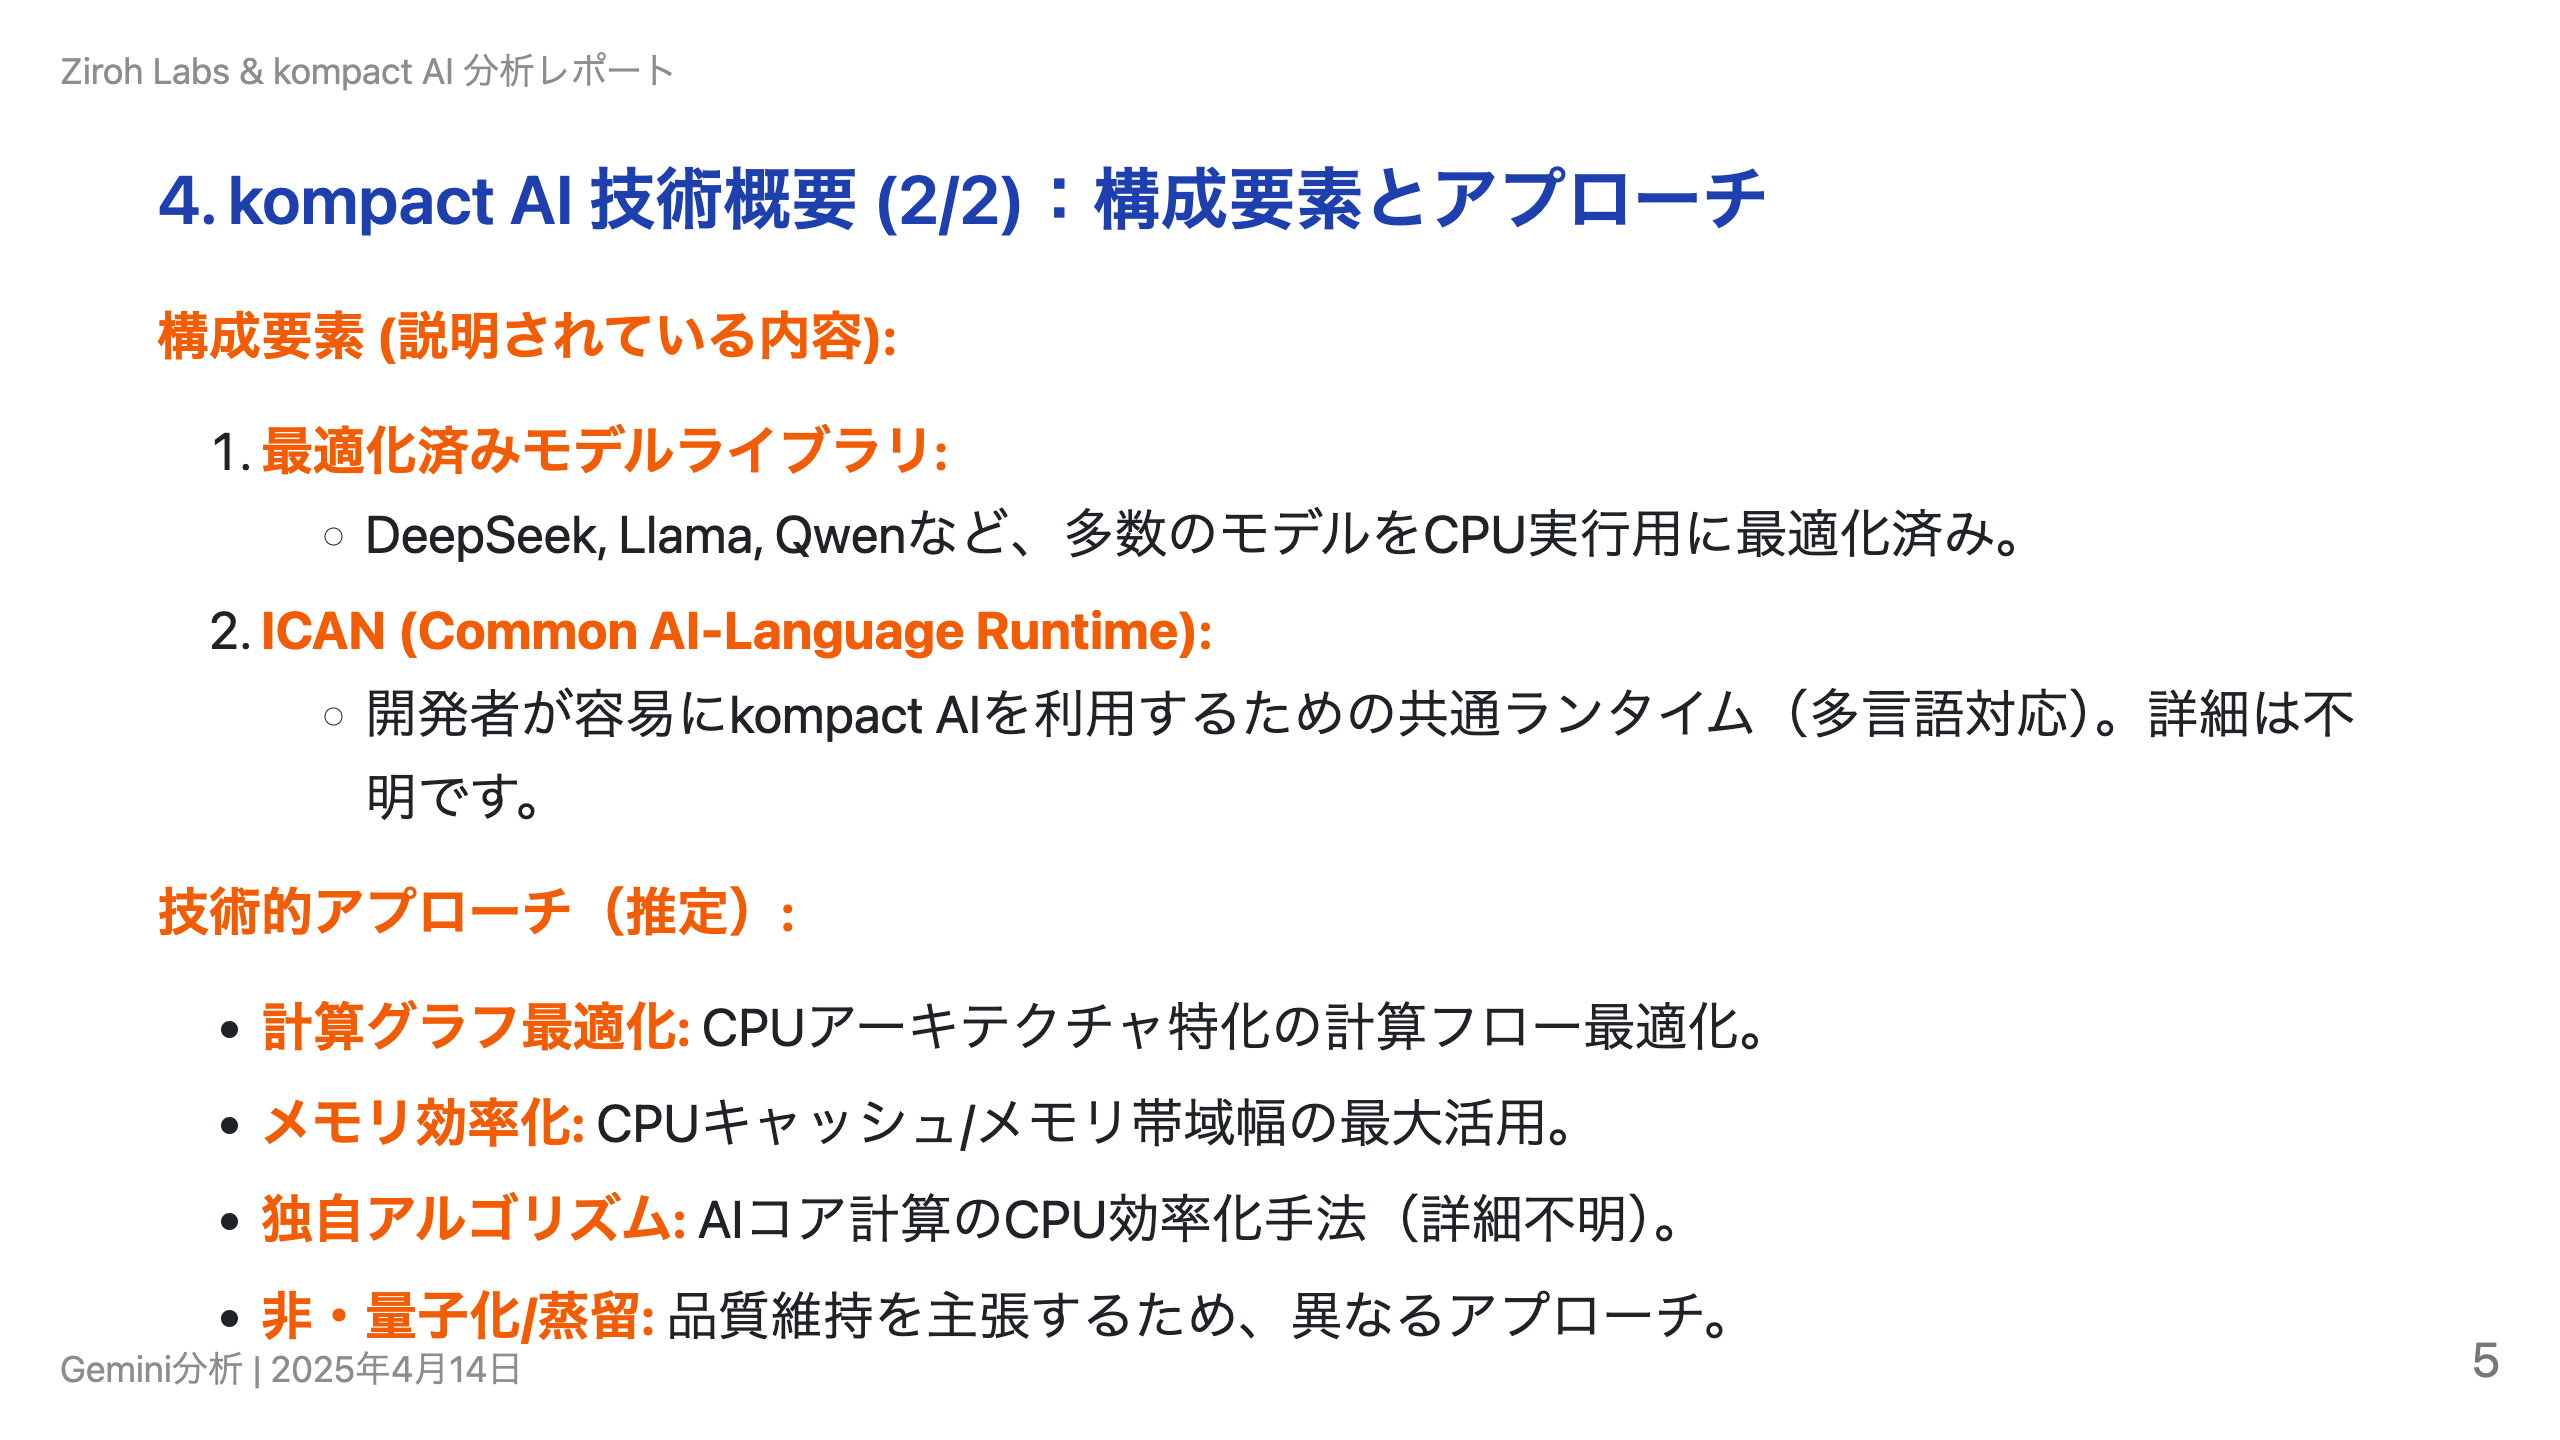 Ziroh Labs & kompact AI 分析レポート
4. kompact AI 技術概要 (2/2)：構成要素とアプローチ
構成要素 (説明されている内容):
1. 最適化済みモデルライブラリ:
○ DeepSeek, Llama, Qwenなど、多数のモデルをCPU実行用に最適化済み。
2. ICAN (Common AI-Language Runtime):
○ 開発者が容易にkompact AIを利用するための共通ランタイム（多言語対応）。詳細は不
明です。
技術的アプローチ（推定）:
• 計算グラフ最適化: CPUアーキテクチャ特化の計算フロー最適化。
• メモリ効率化: CPUキャッシュ/メモリ帯域幅の最大活用。
• 独自アルゴリズム: AIコア計算のCPU効率化手法（詳細不明）。
• 非・量子化/蒸留: 品質維持を主張するため、異なるアプローチ。
Gemini分析 | 2025年4月14日
5